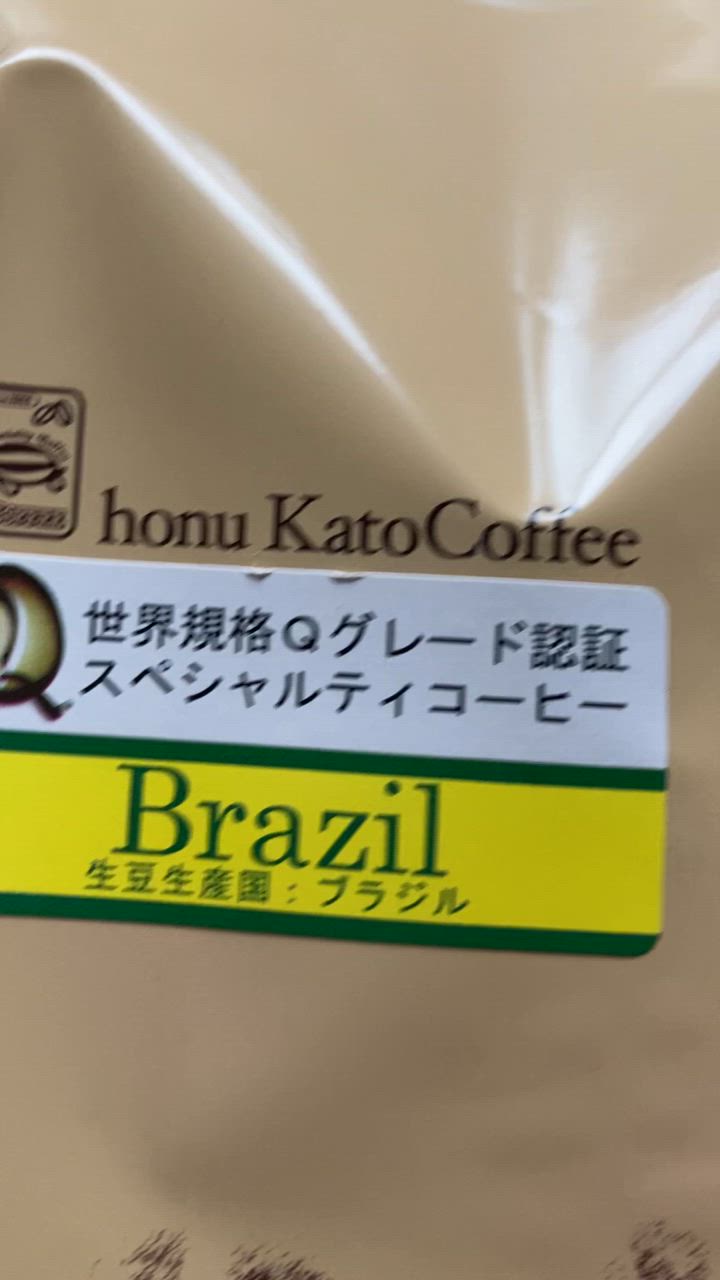 honu KatoCoffee
世界規格Qグレード認証
スペシャルティコーヒー
Brazil
生豆生産国：ブラジル